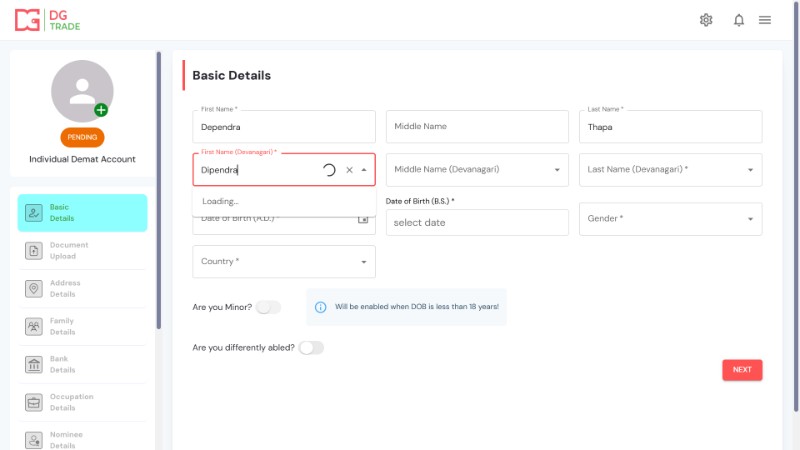 DG
TRADE
PENDING
Individual Demat Account
Basic
Details
Document
Upload
Address
Details
Family
Details
Bank
Details
Occupation
Details
Nominee
Details
Basic Details
First Name *
Dependra
Middle Name
Last Name *
Thapa
First Name (Devanagari) *
Dipendra
Middle Name (Devanagari)
Last Name (Devanagari) *
Loading...
Date of Birth (A.D.) *
Date of Birth (B.S.) *
select date
Gender *
Country *
Are you Minor?
Will be enabled when DOB is less than 18 years!
Are you differently abled?
NEXT